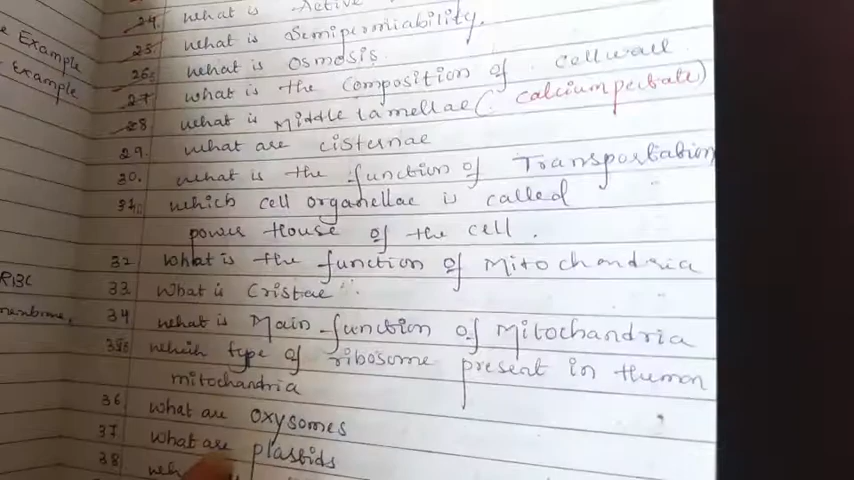 e Example
Example
24. what is Active
25. what is Semipermiability.
26. what is osmosis
27. what is the composition of cellwall
28 what is Middle lamellae ( calcium pectate)
29. what are cisternae
30. what is the function of Transportation
31. which cell organellae is called
power House of the cell.
32 what is the function of Mitochondria
33. What is Cristae
34 what is Main function of Mitochandria
35. which type of ribosome present in Human
mitochandria
36 what are oxysomes
37 what are plastids
38
RBC
membrane,